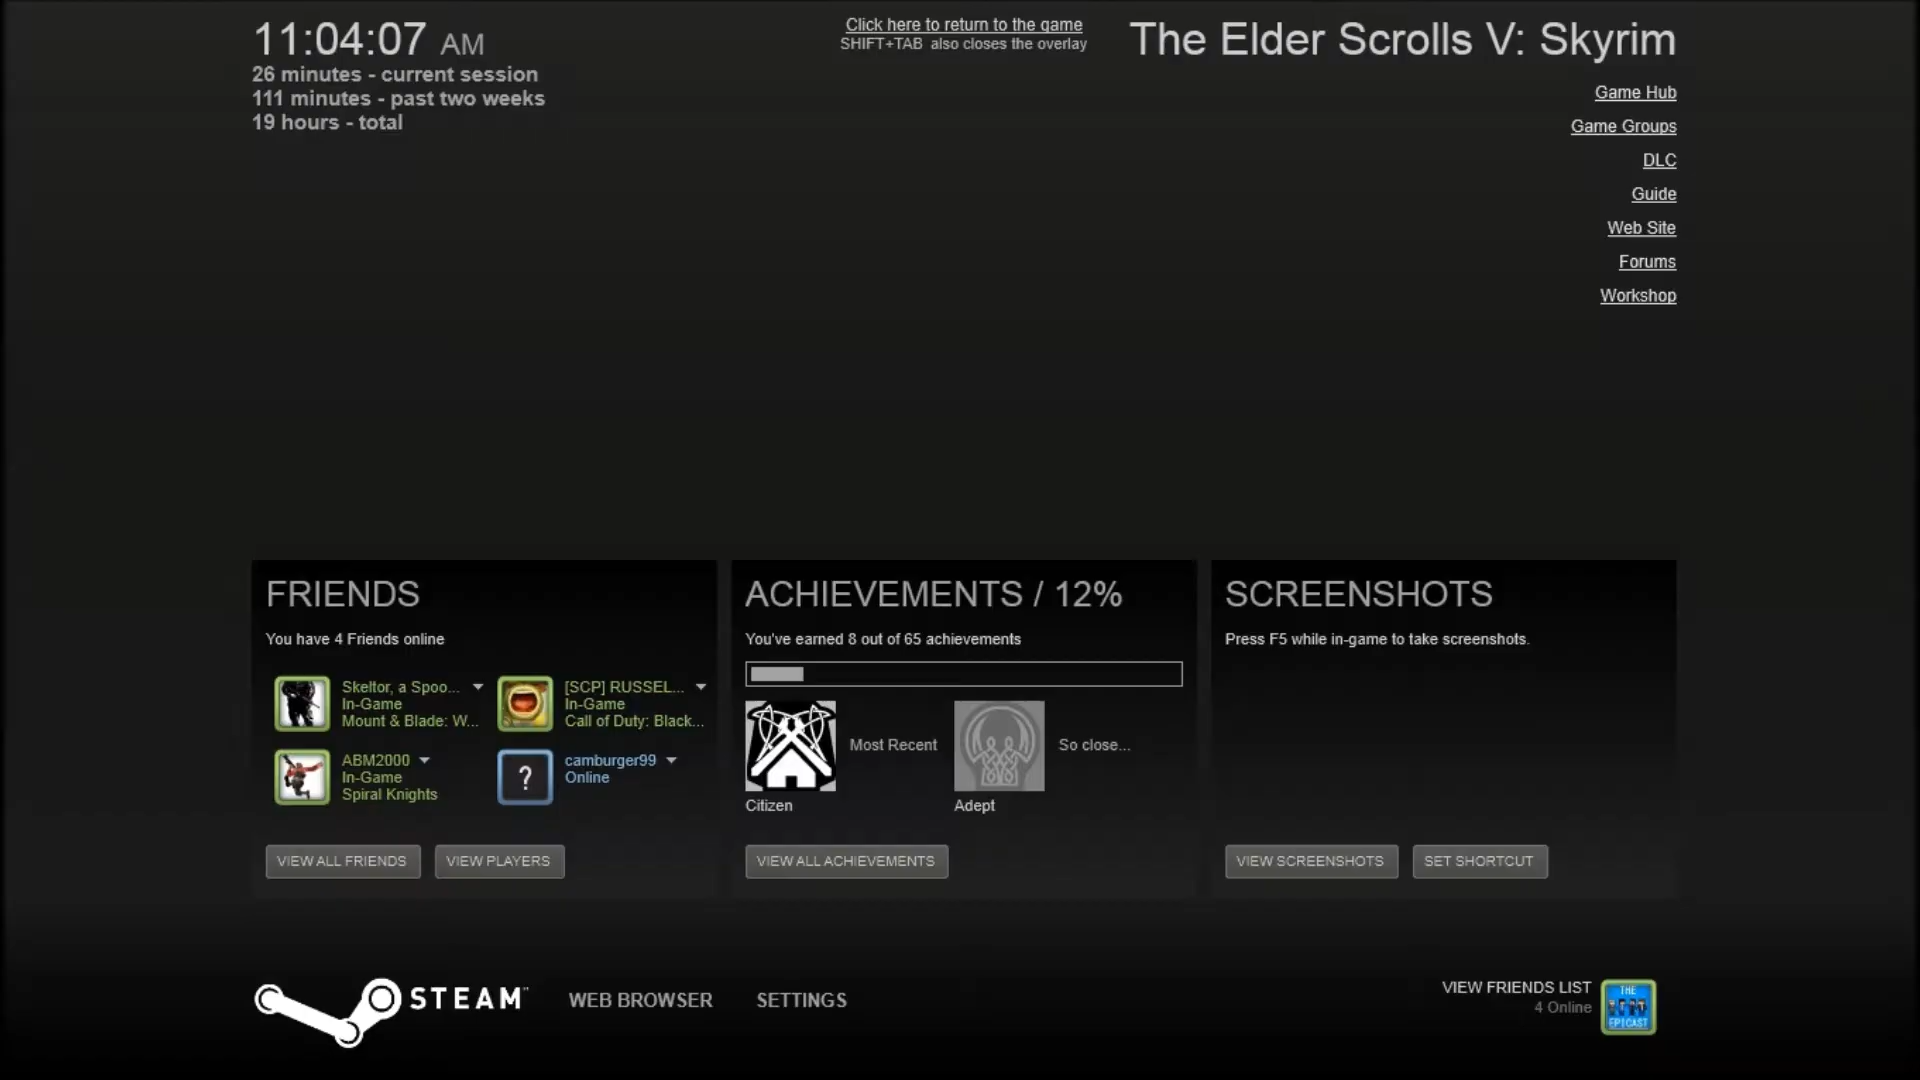 11:04:07 AM
26 minutes - current session
111 minutes - past two weeks
19 hours - total
Click here to return to the game
SHIFT+TAB also closes the overlay
The Elder Scrolls V: Skyrim
Game Hub
Game Groups
DLC
Guide
Web Site
Forums
Workshop
FRIENDS
You have 4 Friends online
Skeltor, a Spoo...
In-Game
Mount & Blade: W...
[SCP] RUSSEL...
In-Game
Call of Duty: Black...
ABM2000
In-Game
Spiral Knights
?
camburger99
Online
VIEW ALL FRIENDS
VIEW PLAYERS
ACHIEVEMENTS / 12%
You've earned 8 out of 65 achievements
Most Recent
Citizen
So close...
Adept
VIEW ALL ACHIEVEMENTS
SCREENSHOTS
Press F5 while in-game to take screenshots.
VIEW SCREENSHOTS
SET SHORTCUT
STEAM™
WEB BROWSER
SETTINGS
VIEW FRIENDS LIST
4 Online
THE
EPICAST